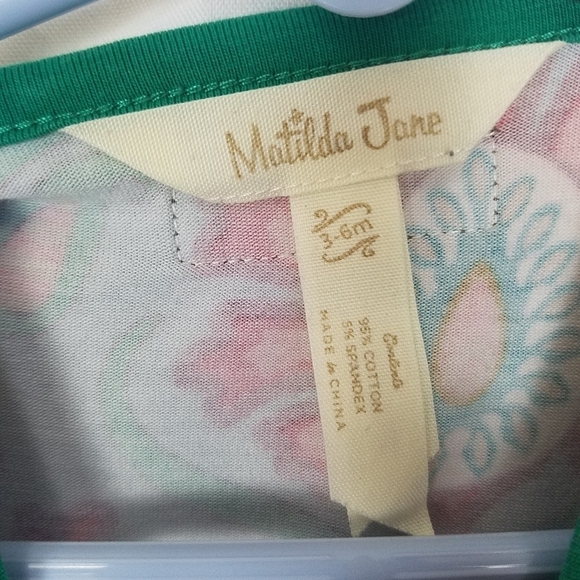 Matilda Jane
3-6m
Contents
95% COTTON
5% SPANDEX
MADE in CHINA